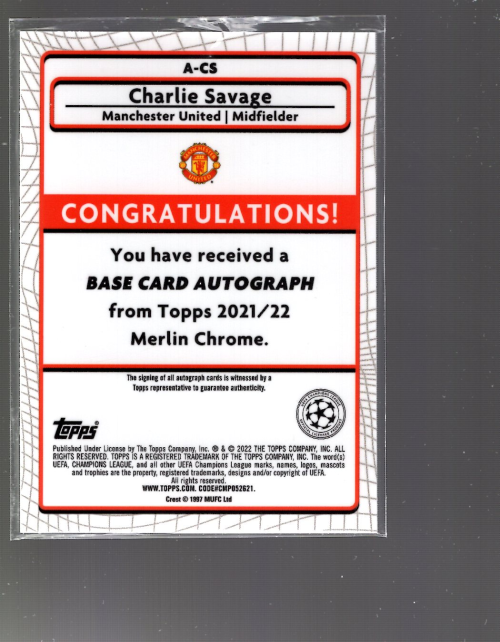 A-CS
Charlie Savage
Manchester United | Midfielder
MANCHESTER
UNITED
CONGRATULATIONS!
You have received a
BASE CARD AUTOGRAPH
from Topps 2021/22
Merlin Chrome.
The signing of all autograph cards is witnessed by a
Topps representative to guarantee authenticity.
Topps®
Published Under License by The Topps Company, Inc. ® & © 2022 THE TOPPS COMPANY, INC. ALL
RIGHTS RESERVED. TOPPS IS A REGISTERED TRADEMARK OF THE TOPPS COMPANY, INC. The word(s)
UEFA, CHAMPIONS LEAGUE, and all other UEFA Champions League marks, names, logos, mascots
and trophies are the property, registered trademarks, designs and/or copyright of UEFA.
All rights reserved.
WWW.TOPPS.COM. CODE#CMP052621.
Crest © 1997 MUFC Ltd